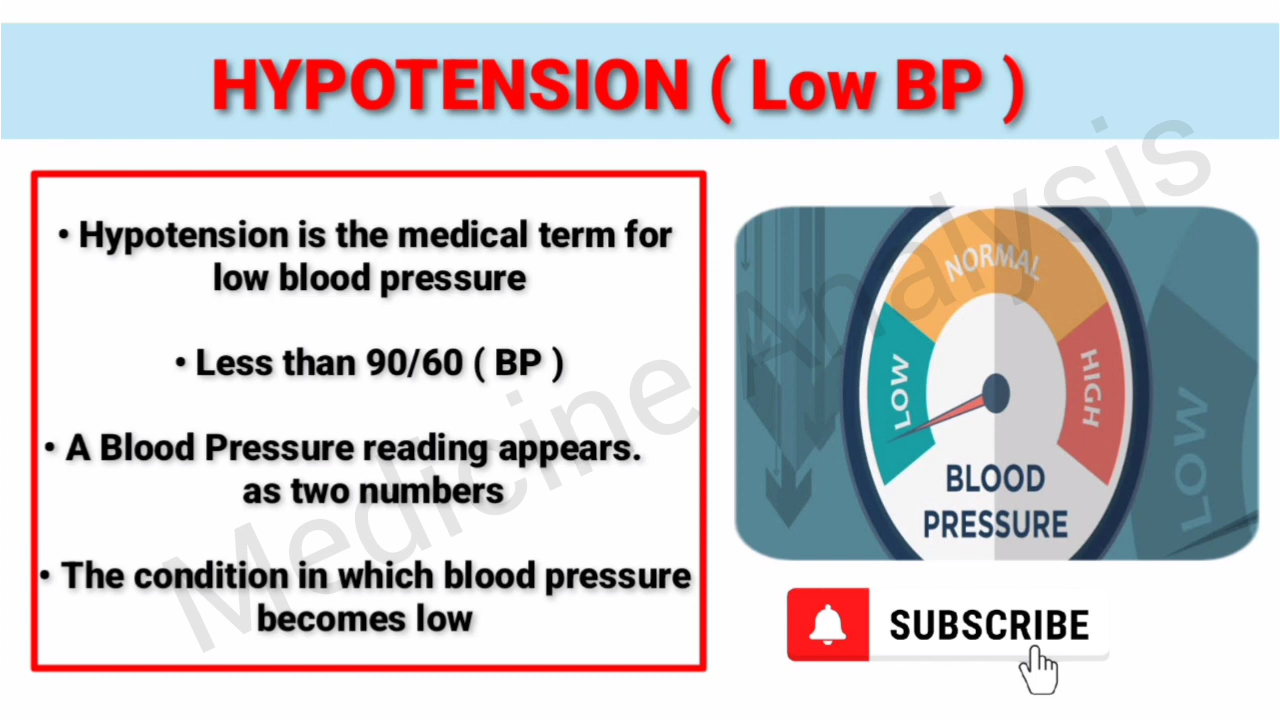 HYPOTENSION ( Low BP )
• Hypotension is the medical term for
low blood pressure
• Less than 90/60 ( BP )
• A Blood Pressure reading appears.
as two numbers
• The condition in which blood pressure
becomes low
Medicine Analysis
NORMAL
LOW
HIGH
BLOOD
PRESSURE
LOW
SUBSCRIBE